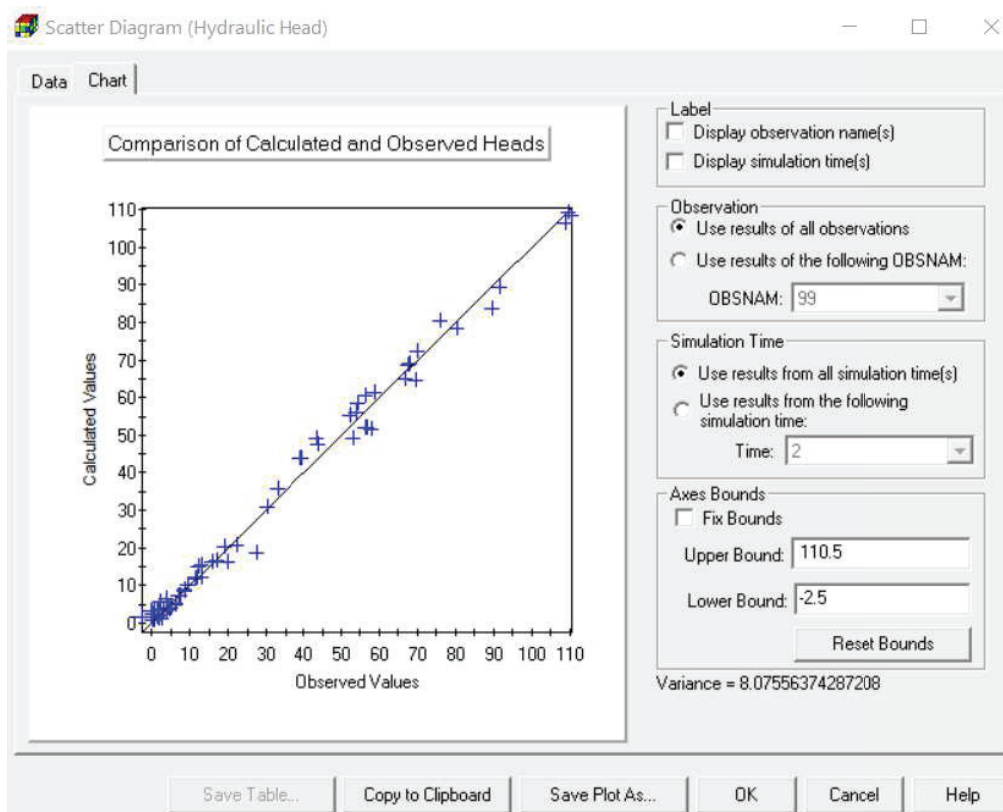 Scatter Diagram (Hydraulic Head)
Data Chart
Comparison of Calculated and Observed Heads
Calculated Values
110
100
90
80
70
60
50
40
30
20
10
0
0 10 20 30 40 50 60 70 80 90 100 110
Observed Values
Label
Display observation name(s)
Display simulation time(s)
Observation
Use results of all observations
Use results of the following OBSNAM:
OBSNAM: 99
Simulation Time
Use results from all simulation time(s)
Use results from the following
simulation time:
Time: 2
Axes Bounds
Fix Bounds
Upper Bound: 110.5
Lower Bound: -2.5
Reset Bounds
Variance = 8.07556374287208
Save Table... Copy to Clipboard Save Plot As... OK Cancel Help